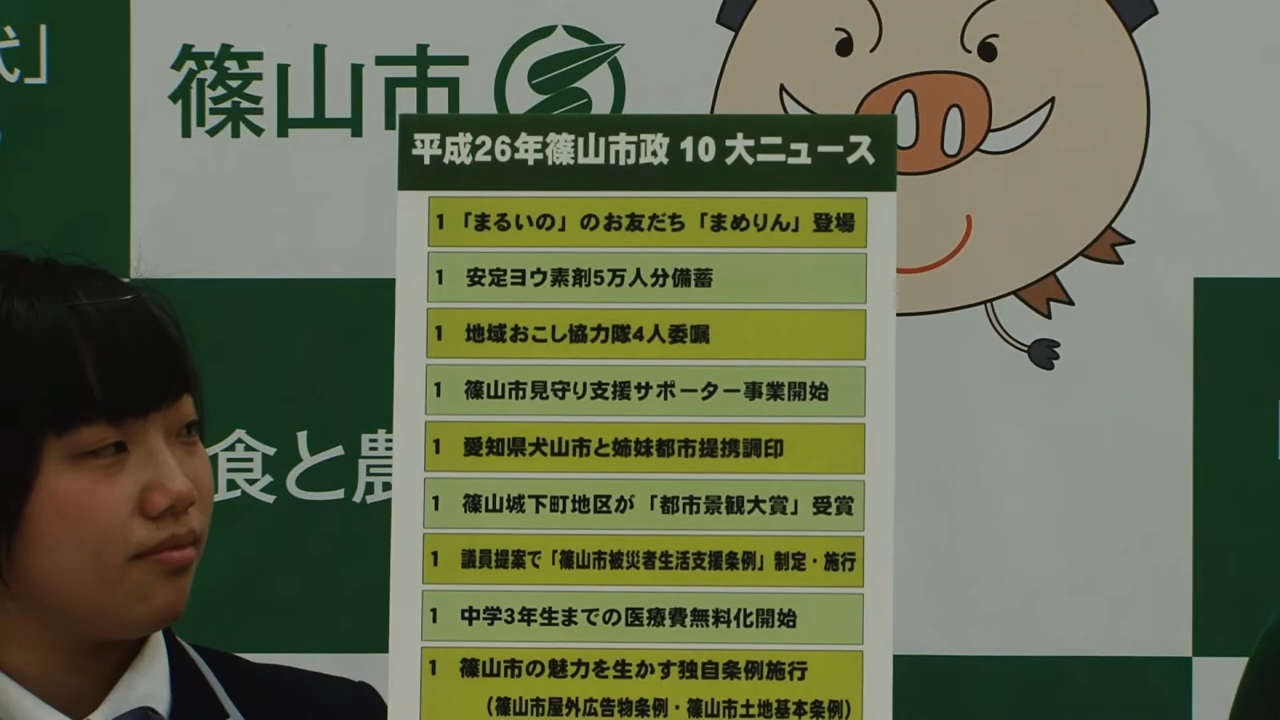 代」
篠山市
平成26年篠山市政 10 大ニュース
1 「まるいの」のお友だち「まめりん」登場
1 安定ヨウ素剤5万人分備蓄
1 地域おこし協力隊4人委嘱
1 篠山市見守り支援サポーター事業開始
1 愛知県犬山市と姉妹都市提携調印
1 篠山城下町地区が「都市景観大賞」受賞
1 議員提案で「篠山市被災者生活支援条例」制定・施行
1 中学3年生までの医療費無料化開始
1 篠山市の魅力を生かす独自条例施行
（篠山市屋外広告物条例・篠山市土地基本条例）
食と農